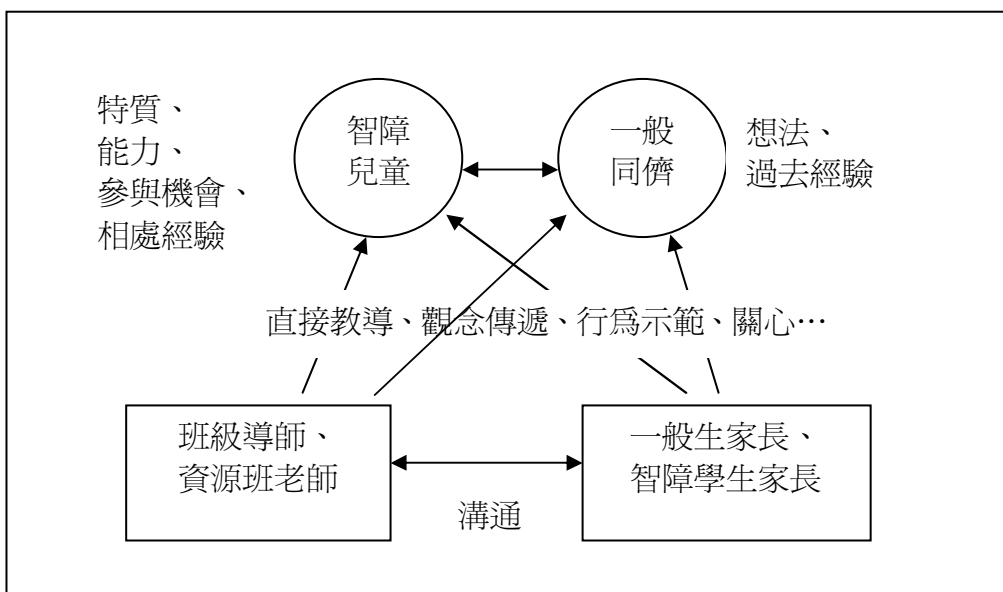 特質、
能力、
參與機會、
相處經驗
智障
兒童
一般
同儕
想法、
過去經驗
直接教導、觀念傳遞、行為示範、關心…
班級導師、
資源班老師
溝通
一般生家長、
智障學生家長